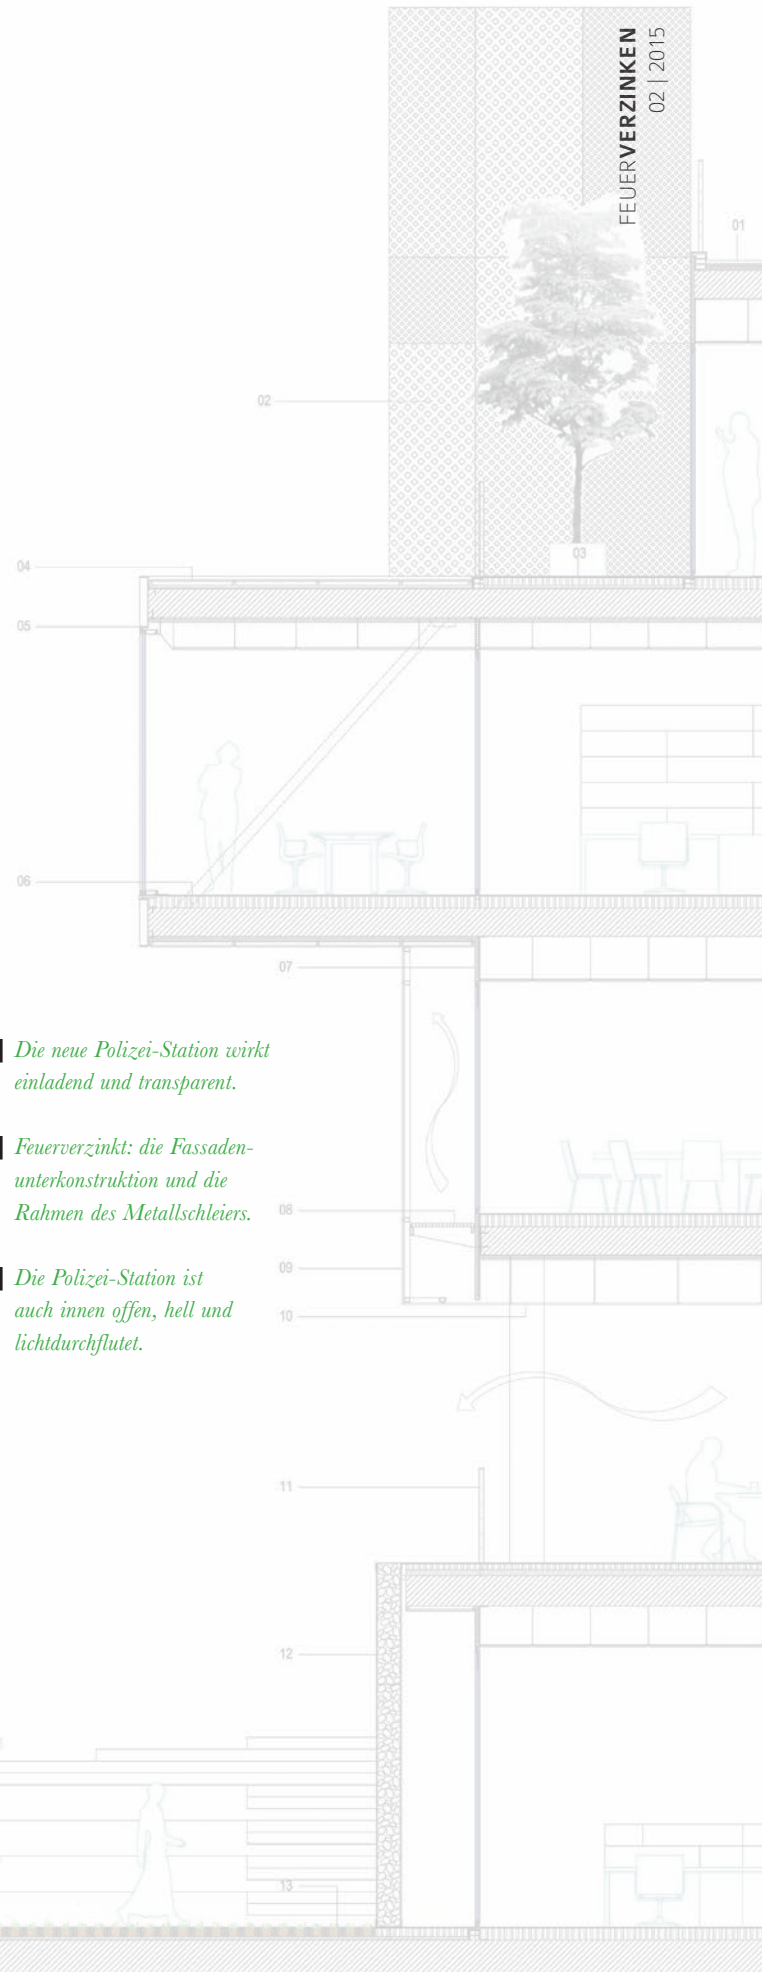 FEUERVERZINKEN
02 | 2015
01
02
03
04
05
06
07
Die neue Polizei-Station wirkt
einladend und transparent.
Feuerverzinkt: die Fassaden-
unterkonstruktion und die
Rahmen des Metallschleiers.
Die Polizei-Station ist
auch innen offen, hell und
lichtdurchflutet.
08
09
10
11
12
13